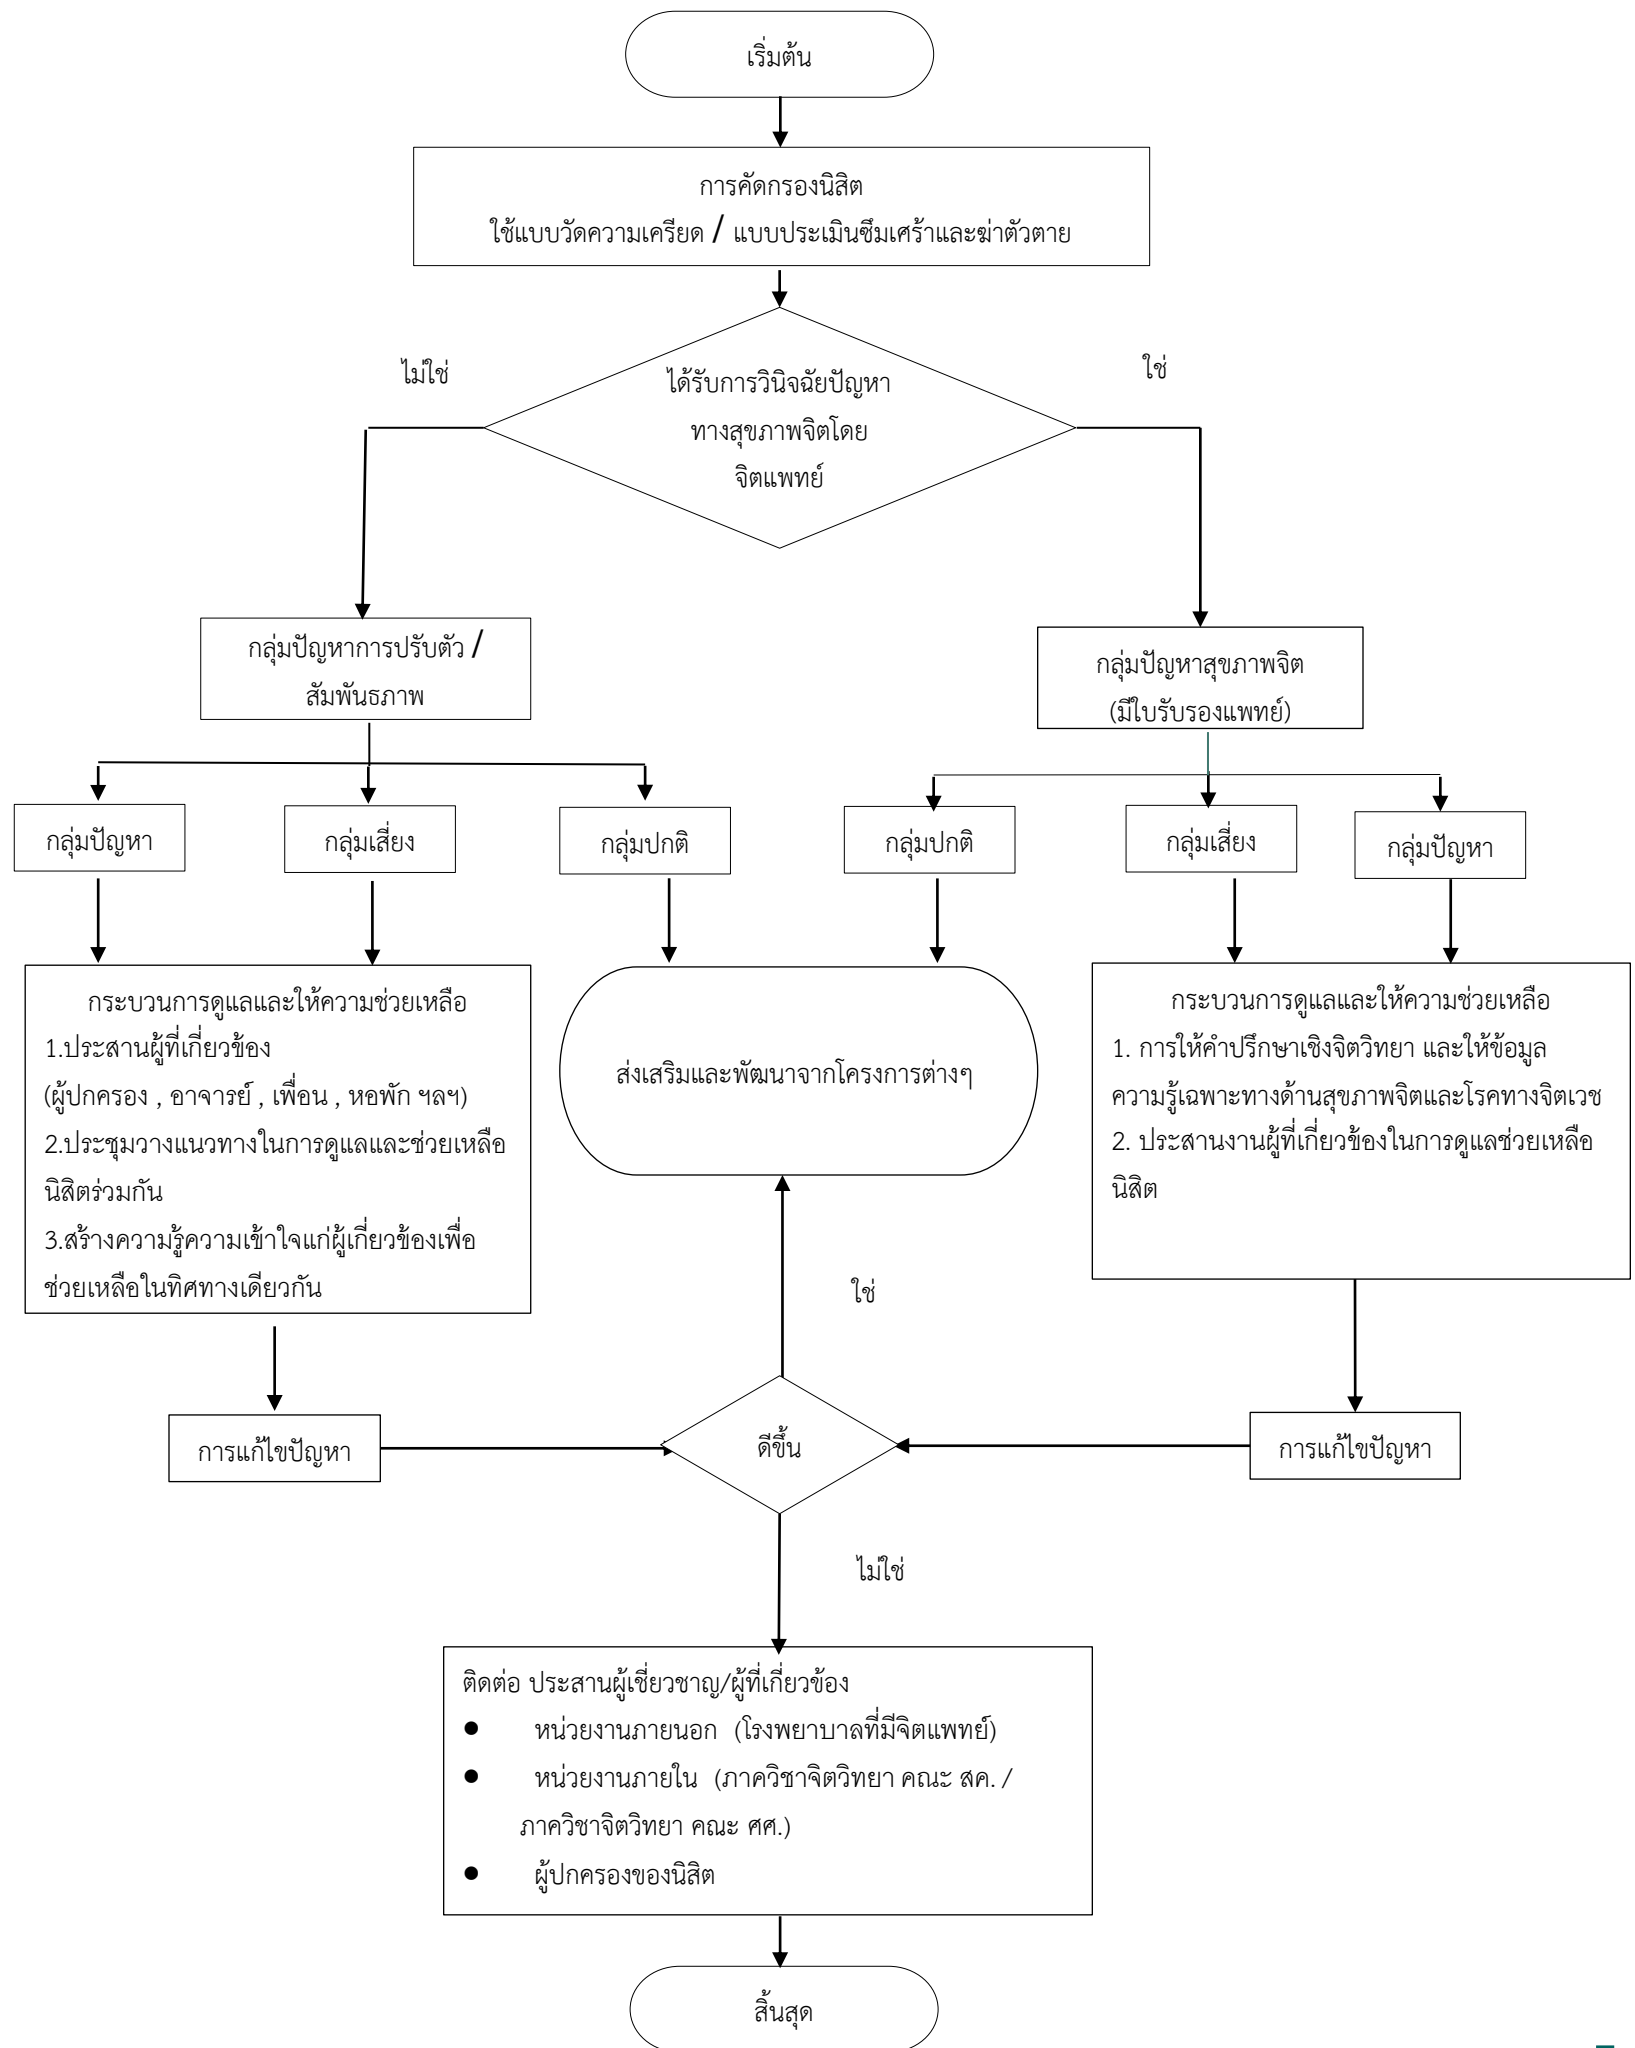 เริ่มต้น
การคัดกรองนิสิต
ใช้แบบวัดความเครียด / แบบประเมินซึมเศร้าและฆ่าตัวตาย
ไม่ใช่
ใช่
ได้รับการวินิจฉัยปัญหา
ทางสุขภาพจิตโดย
จิตแพทย์
กลุ่มปัญหาการปรับตัว /
สัมพันธภาพ
กลุ่มปัญหาสุขภาพจิต
(มีใบรับรองแพทย์)
กลุ่มปัญหา
กลุ่มเสี่ยง
กลุ่มปกติ
กลุ่มปกติ
กลุ่มเสี่ยง
กลุ่มปัญหา
กระบวนการดูแลและให้ความช่วยเหลือ
1.ประสานผู้ที่เกี่ยวข้อง
(ผู้ปกครอง , อาจารย์ , เพื่อน , หอพัก ฯลฯ)
2.ประชุมวางแนวทางในการดูแลและช่วยเหลือ
นิสิตร่วมกัน
3.สร้างความรู้ความเข้าใจแก่ผู้เกี่ยวข้องเพื่อ
ช่วยเหลือในทิศทางเดียวกัน
ส่งเสริมและพัฒนาจากโครงการต่างๆ
กระบวนการดูแลและให้ความช่วยเหลือ
1. การให้คำปรึกษาเชิงจิตวิทยา และให้ข้อมูล
ความรู้เฉพาะทางด้านสุขภาพจิตและโรคทางจิตเวช
2. ประสานงานผู้ที่เกี่ยวข้องในการดูแลช่วยเหลือ
นิสิต
ใช่
การแก้ไขปัญหา
ดีขึ้น
การแก้ไขปัญหา
ไม่ใช่
ติดต่อ ประสานผู้เชี่ยวชาญ/ผู้ที่เกี่ยวข้อง
● หน่วยงานภายนอก (โรงพยาบาลที่มีจิตแพทย์)
● หน่วยงานภายใน (ภาควิชาจิตวิทยา คณะ สค. /
ภาควิชาจิตวิทยา คณะ ศศ.)
● ผู้ปกครองของนิสิต
สิ้นสุด